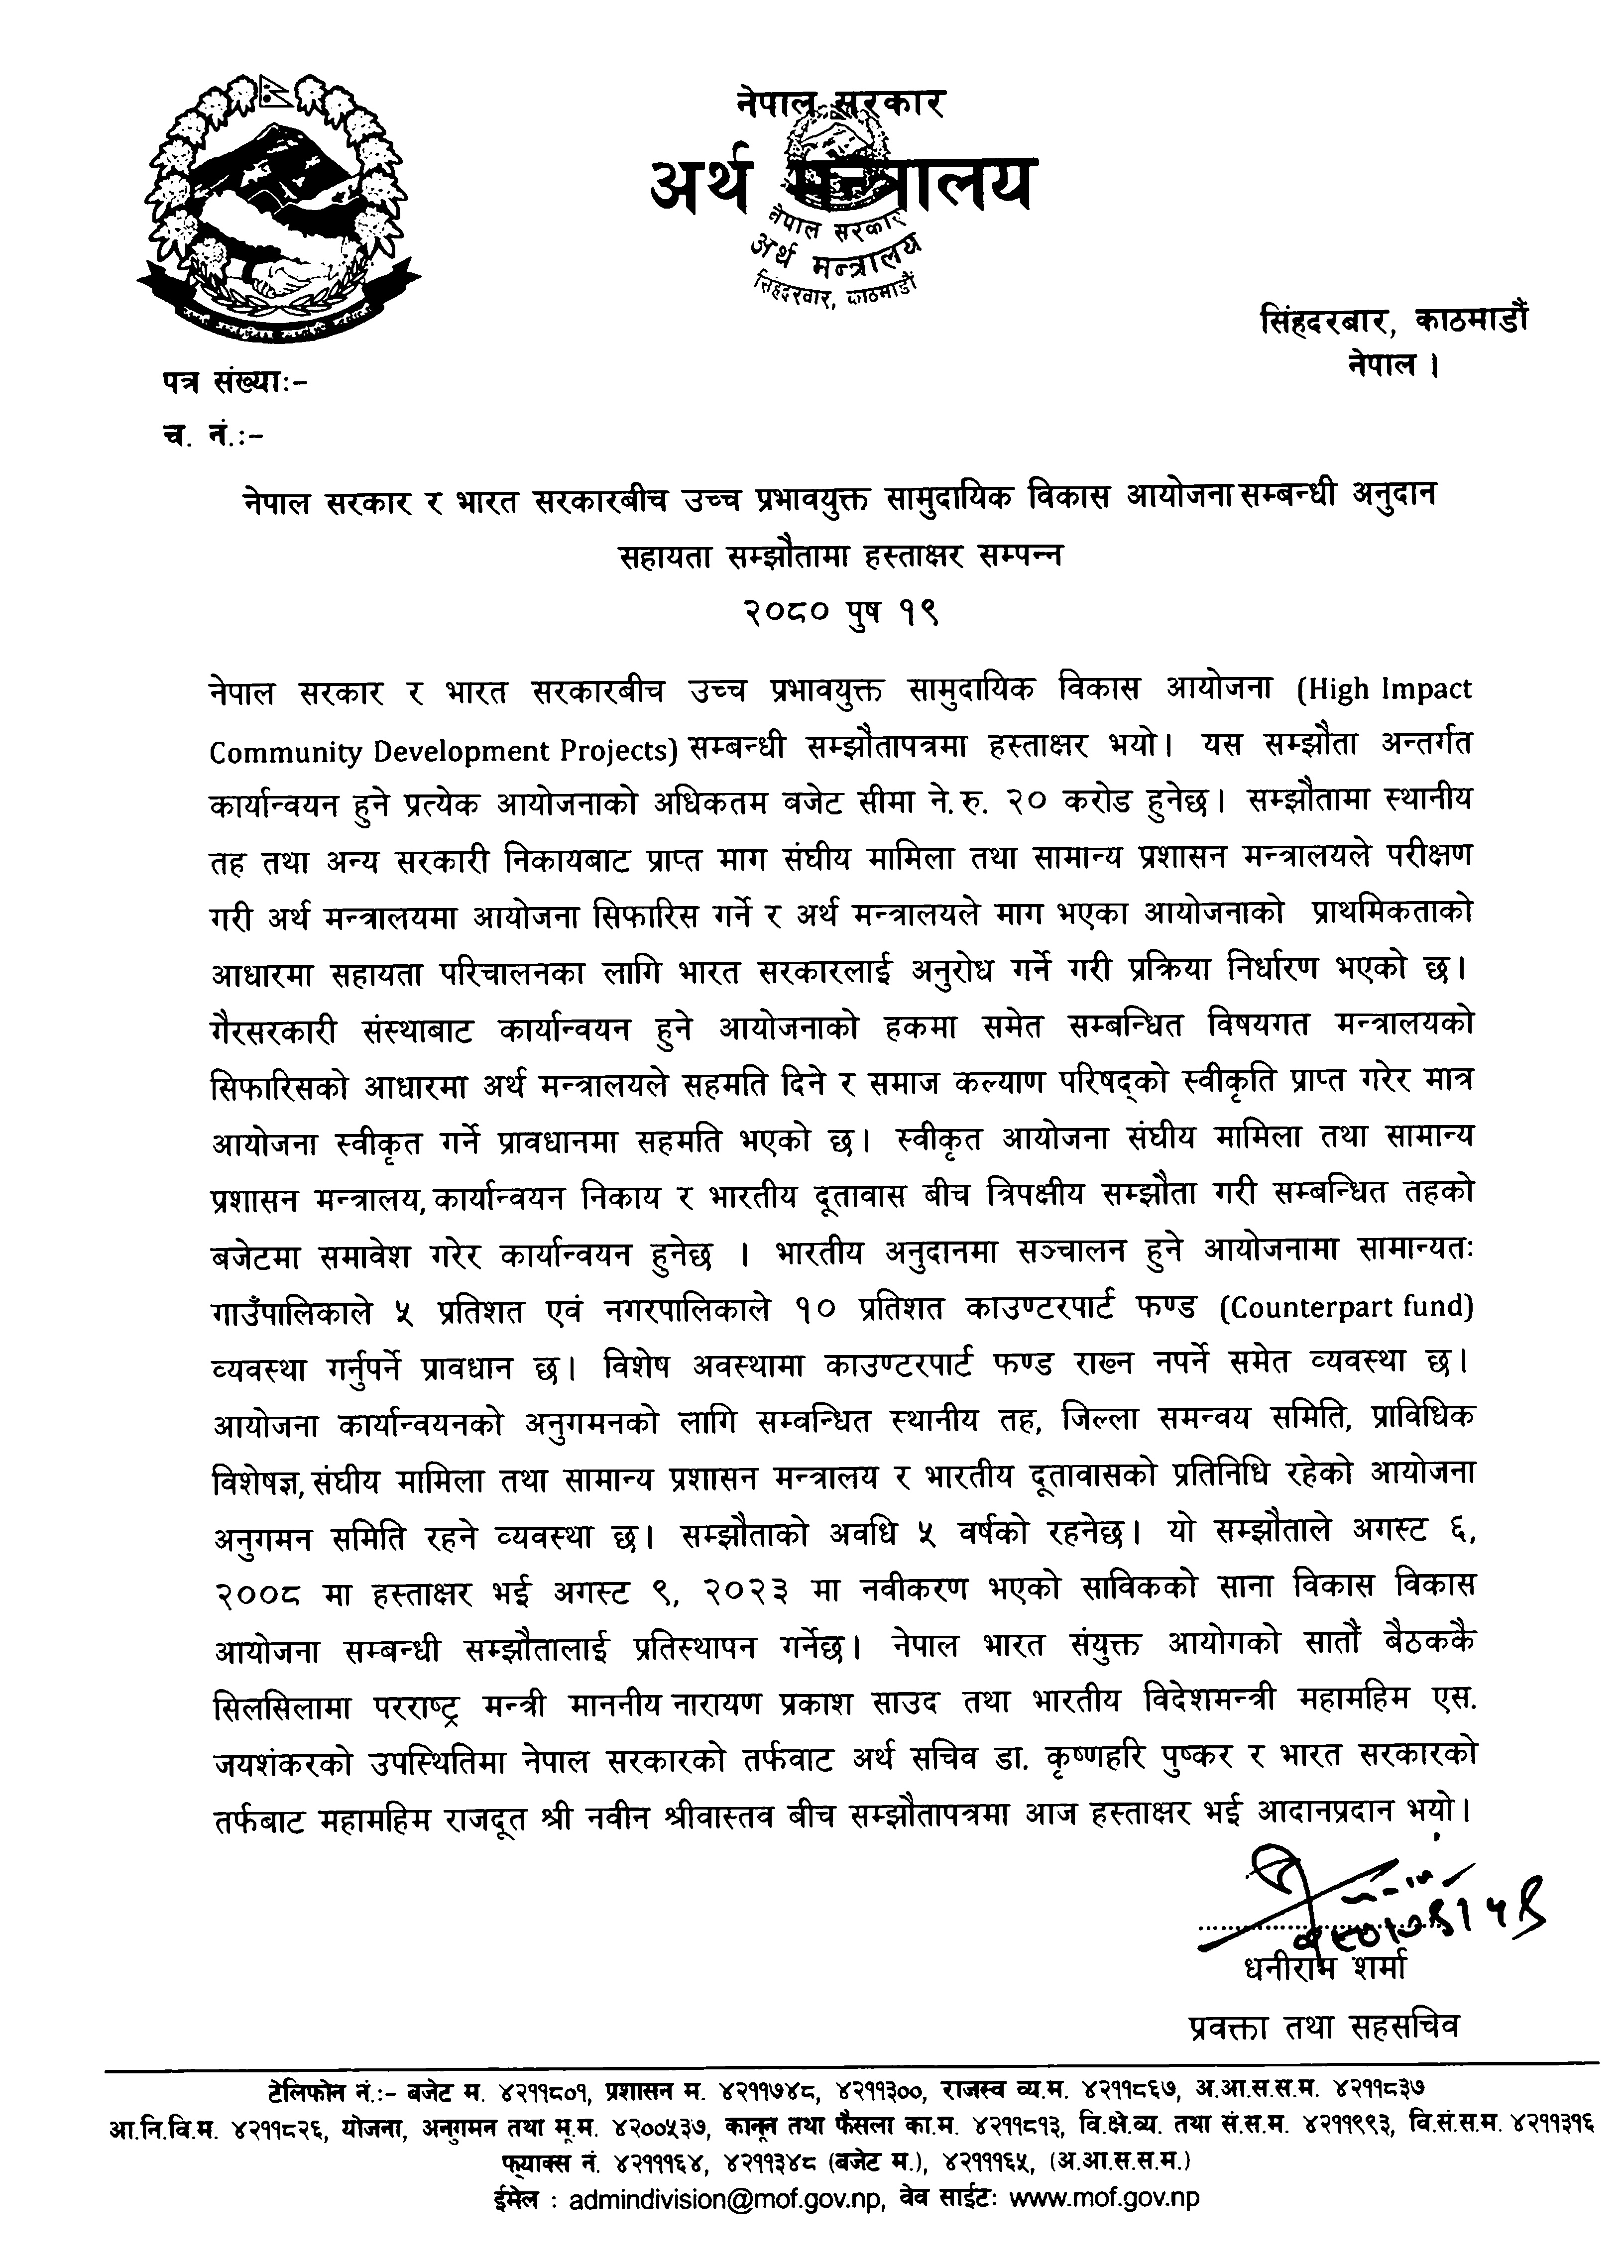 नेपाल सरकार
अर्थ मन्त्रालय
नेपाल सरकार
अर्थ मन्त्रालय
सिंहदरवार, काठमाडौं
सिंहदरबार, काठमाडौं
नेपाल ।
पत्र संख्याः-
च. नं.ः-
नेपाल सरकार र भारत सरकारबीच उच्च प्रभावयुक्त सामुदायिक विकास आयोजना सम्बन्धी अनुदान
सहायता सम्झौतामा हस्ताक्षर सम्पन्न
२०८० पुष १९
नेपाल सरकार र भारत सरकारबीच उच्च प्रभावयुक्त सामुदायिक विकास आयोजना (High Impact
Community Development Projects) सम्बन्धी सम्झौतापत्रमा हस्ताक्षर भयो। यस सम्झौता अन्तर्गत
कार्यान्वयन हुने प्रत्येक आयोजनाको अधिकतम बजेट सीमा ने. रु. २० करोड हुनेछ। सम्झौतामा स्थानीय
तह तथा अन्य सरकारी निकायबाट प्राप्त माग संघीय मामिला तथा सामान्य प्रशासन मन्त्रालयले परीक्षण
गरी अर्थ मन्त्रालयमा आयोजना सिफारिस गर्ने र अर्थ मन्त्रालयले माग भएका आयोजनाको प्राथमिकताको
आधारमा सहायता परिचालनका लागि भारत सरकारलाई अनुरोध गर्ने गरी प्रक्रिया निर्धारण भएको छ।
गैरसरकारी संस्थाबाट कार्यान्वयन हुने आयोजनाको हकमा समेत सम्बन्धित विषयगत मन्त्रालयको
सिफारिसको आधारमा अर्थ मन्त्रालयले सहमति दिने र समाज कल्याण परिषद्को स्वीकृति प्राप्त गरेर मात्र
आयोजना स्वीकृत गर्ने प्रावधानमा सहमति भएको छ। स्वीकृत आयोजना संघीय मामिला तथा सामान्य
प्रशासन मन्त्रालय, कार्यान्वयन निकाय र भारतीय दूतावास बीच त्रिपक्षीय सम्झौता गरी सम्बन्धित तहको
बजेटमा समावेश गरेर कार्यान्वयन हुनेछ । भारतीय अनुदानमा सञ्चालन हुने आयोजनामा सामान्यतः
गाउँपालिकाले ५ प्रतिशत एवं नगरपालिकाले १० प्रतिशत काउण्टरपार्ट फण्ड (Counterpart fund)
व्यवस्था गर्नुपर्ने प्रावधान छ। विशेष अवस्थामा काउण्टरपार्ट फण्ड राख्न नपर्ने समेत व्यवस्था छ।
आयोजना कार्यान्वयनको अनुगमनको लागि सम्वन्धित स्थानीय तह, जिल्ला समन्वय समिति, प्राविधिक
विशेषज्ञ, संघीय मामिला तथा सामान्य प्रशासन मन्त्रालय र भारतीय दूतावासको प्रतिनिधि रहेको आयोजना
अनुगमन समिति रहने व्यवस्था छ। सम्झौताको अवधि ५ वर्षको रहनेछ। यो सम्झौताले अगस्ट ६,
२००८ मा हस्ताक्षर भई अगस्ट ९, २०२३ मा नवीकरण भएको साविकको साना विकास विकास
आयोजना सम्बन्धी सम्झौतालाई प्रतिस्थापन गर्नेछ। नेपाल भारत संयुक्त आयोगको सातौं बैठककै
सिलसिलामा परराष्ट्र मन्त्री माननीय नारायण प्रकाश साउद तथा भारतीय विदेशमन्त्री महामहिम एस.
जयशंकरको उपस्थितिमा नेपाल सरकारको तर्फवाट अर्थ सचिव डा. कृष्णहरि पुष्कर र भारत सरकारको
तर्फबाट महामहिम राजदूत श्री नवीन श्रीवास्तव बीच सम्झौतापत्रमा आज हस्ताक्षर भई आदानप्रदान भयो।
धनीराम शर्मा
प्रवक्ता तथा सहसचिव
टेलिफोन नं.:- बजेट म. ४२११८०१, प्रशासन म. ४२११७४८, ४२११३००, राजस्व व्य.म. ४२११८६७, अ.आ.स.स.म. ४२११८३७
आ.नि.वि.म. ४२११८२६, योजना, अनुगमन तथा मू.म. ४२००५३७, कानून तथा फैसला का.म. ४२११८१३, वि.क्षे.व्य. तथा सं.स.म. ४२११९९३, वि.सं.स.म. ४२११३१६
फ्याक्स नं. ४२१११६४, ४२११३४८ (बजेट म.), ४२१११६५, (अ.आ.स.स.म.)
ईमेल : admindivision@mof.gov.np, वेव साईट: www.mof.gov.np